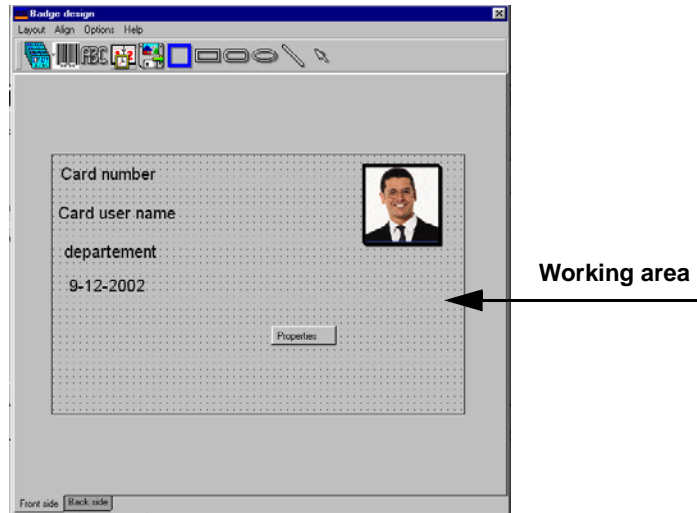 Badge design
Layout Align Options Help
ABC
Card number
Card user name
departement
9-12-2002
Working area
Properties
Front side Back side